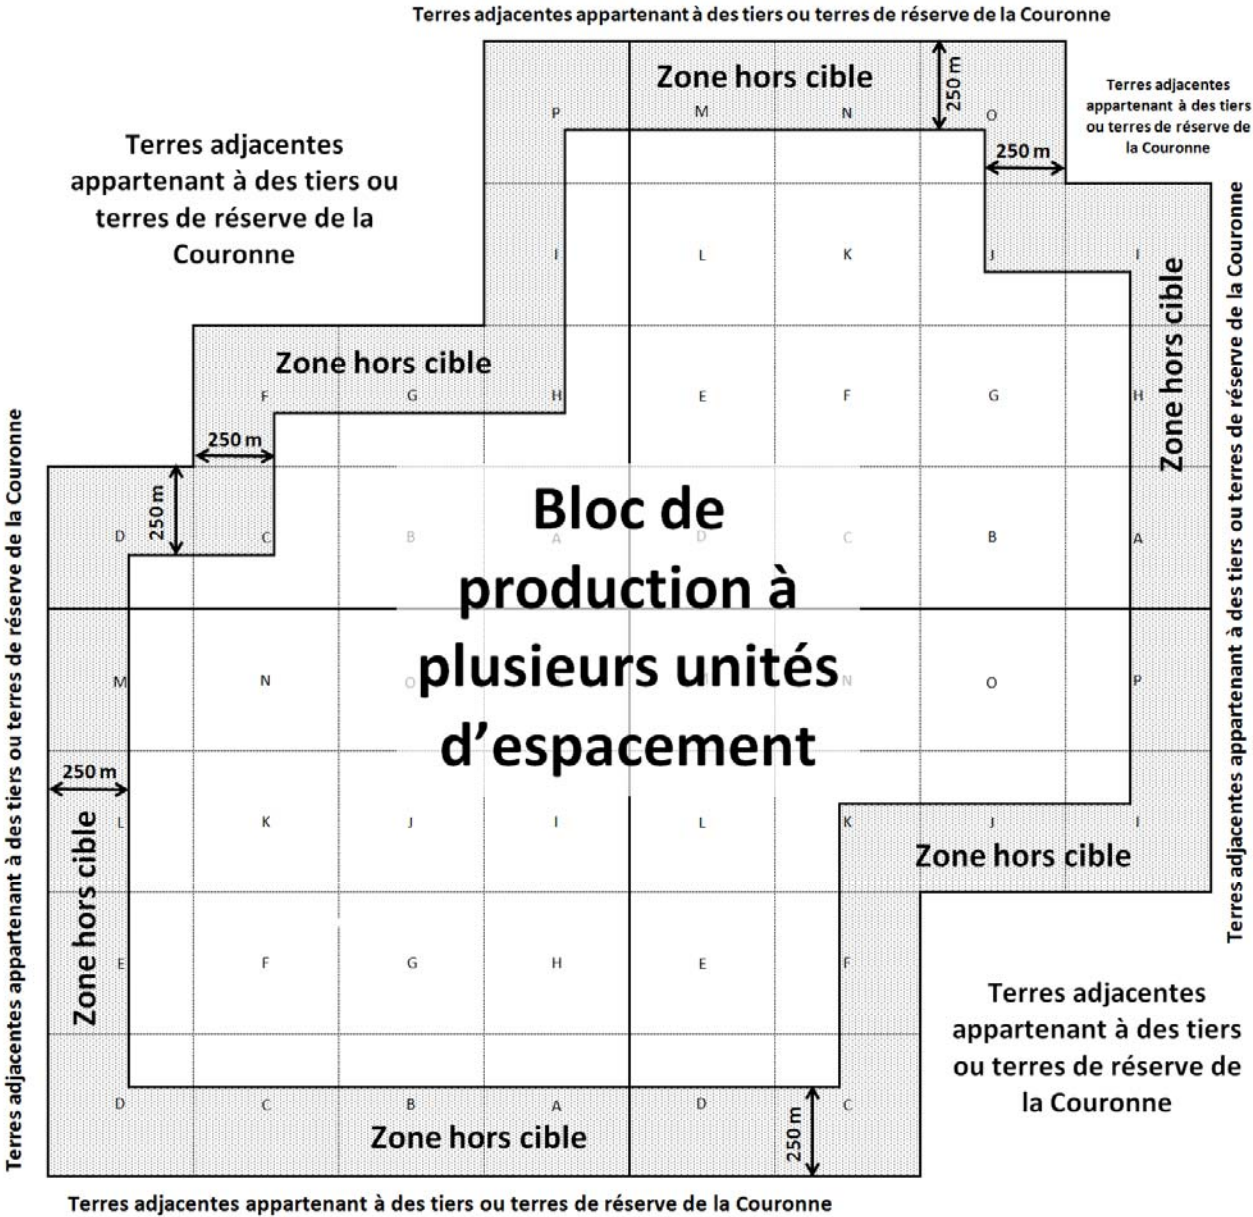 Terres adjacentes appartenant à des tiers ou terres de réserve de la Couronne
Zone hors cible
250 m
P
M
N
O
Terres adjacentes
appartenant à des tiers
ou terres de réserve de
la Couronne
250 m
Terres adjacentes
appartenant à des tiers ou
terres de réserve de la
Couronne
I
L
K
J
I
Zone hors cible
Terres adjacentes appartenant à des tiers ou terres de réserve de la Couronne
Zone hors cible
F
G
H
E
F
G
H
250 m
Terres adjacentes appartenant à des tiers ou terres de réserve de la Couronne
250 m
D
C
B
A
D
C
B
A
Bloc de
production à
plusieurs unités
d’espacement
M
N
O
N
O
P
250 m
L
K
J
I
L
K
J
I
Zone hors cible
Zone hors cible
E
F
G
H
E
F
Terres adjacentes
appartenant à des tiers
ou terres de réserve de
la Couronne
D
C
B
A
D
C
250 m
Zone hors cible
Terres adjacentes appartenant à des tiers ou terres de réserve de la Couronne